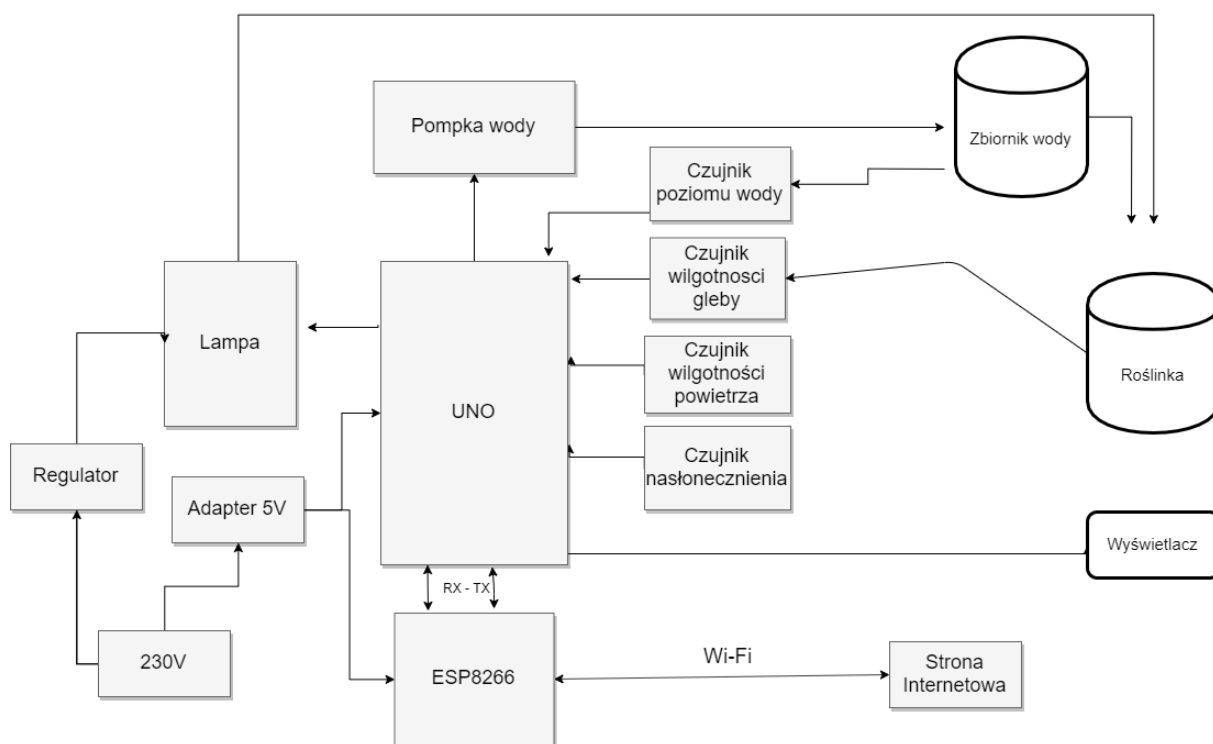 Pompka wody
Zbiornik wody
Czujnik
poziomu wody
Czujnik
wilgotnosci
gleby
Lampa
UNO
Czujnik
wilgotności
powietrza
Roślinka
Czujnik
nasłonecznienia
Regulator
Adapter 5V
Wyświetlacz
RX - TX
230V
ESP8266
Wi-Fi
Strona
Internetowa